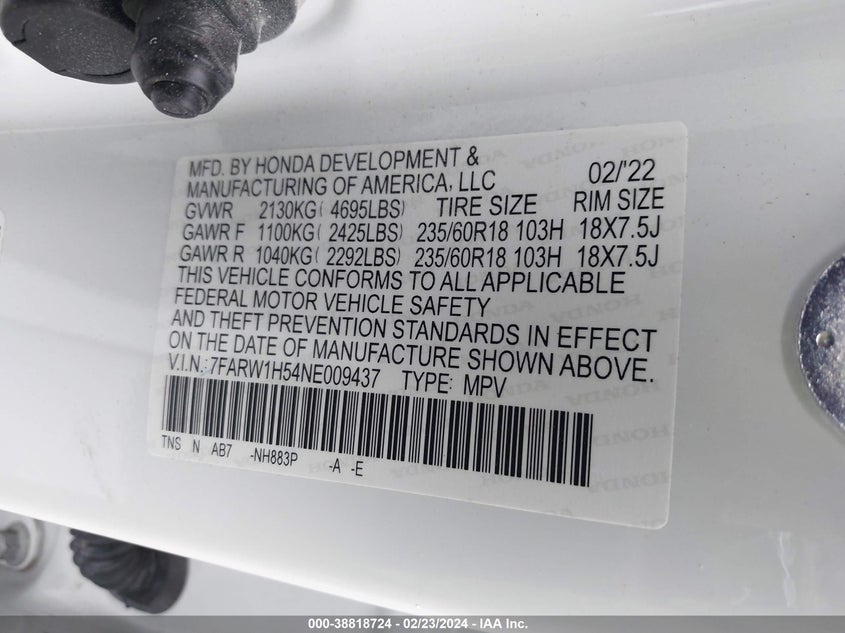 MFD. BY HONDA DEVELOPMENT &
MANUFACTURING OF AMERICA, LLC 02/'22
GVWR 2130KG( 4695LBS) TIRE SIZE RIM SIZE
GAWR F 1100KG( 2425LBS) 235/60R18 103H 18X7.5J
GAWR R 1040KG( 2292LBS) 235/60R18 103H 18X7.5J
THIS VEHICLE CONFORMS TO ALL APPLICABLE
FEDERAL MOTOR VEHICLE SAFETY
AND THEFT PREVENTION STANDARDS IN EFFECT
ON THE DATE OF MANUFACTURE SHOWN ABOVE.
V.I.N.: 7FARW1H54NE009437 TYPE: MPV
TNS N AB7 -NH883P -A -E
000-38818724 - 02/23/2024 - IAA Inc.